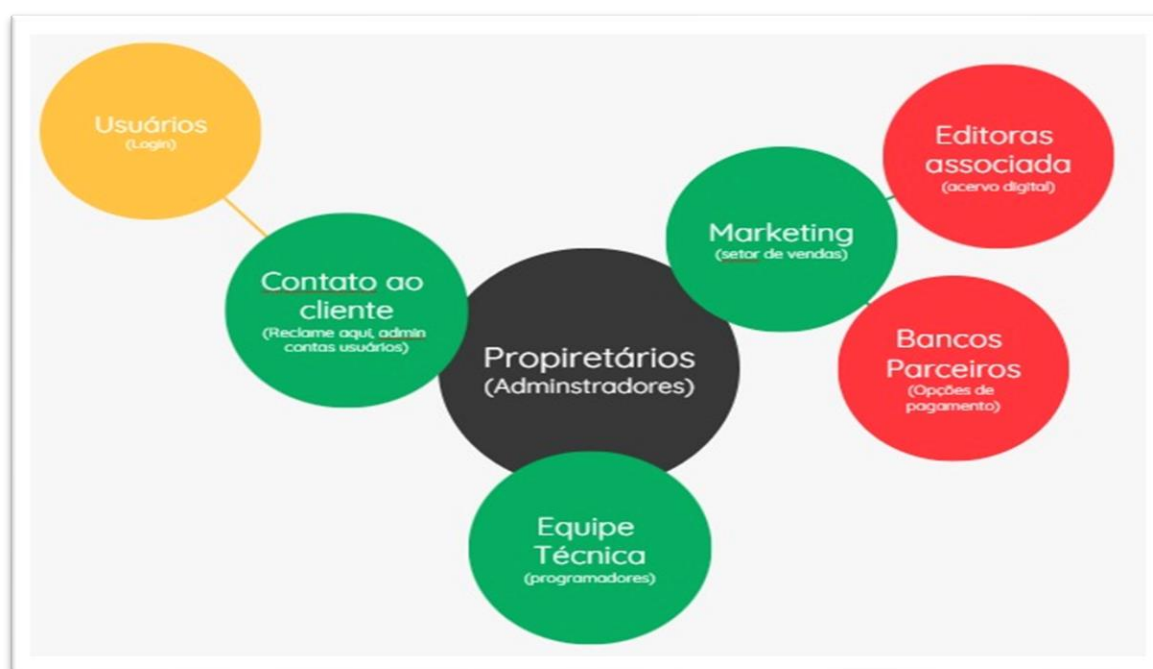 Usuários
(Login)
Editoras
associada
(acervo digital)
Marketing
(setor de vendas)
Contato ao
cliente
(Reclame aqui, admin
contas usuários)
Propiretários
(Adminstradores)
Bancos
Parceiros
(Opções de
pagamento)
Equipe
Técnica
(programadores)